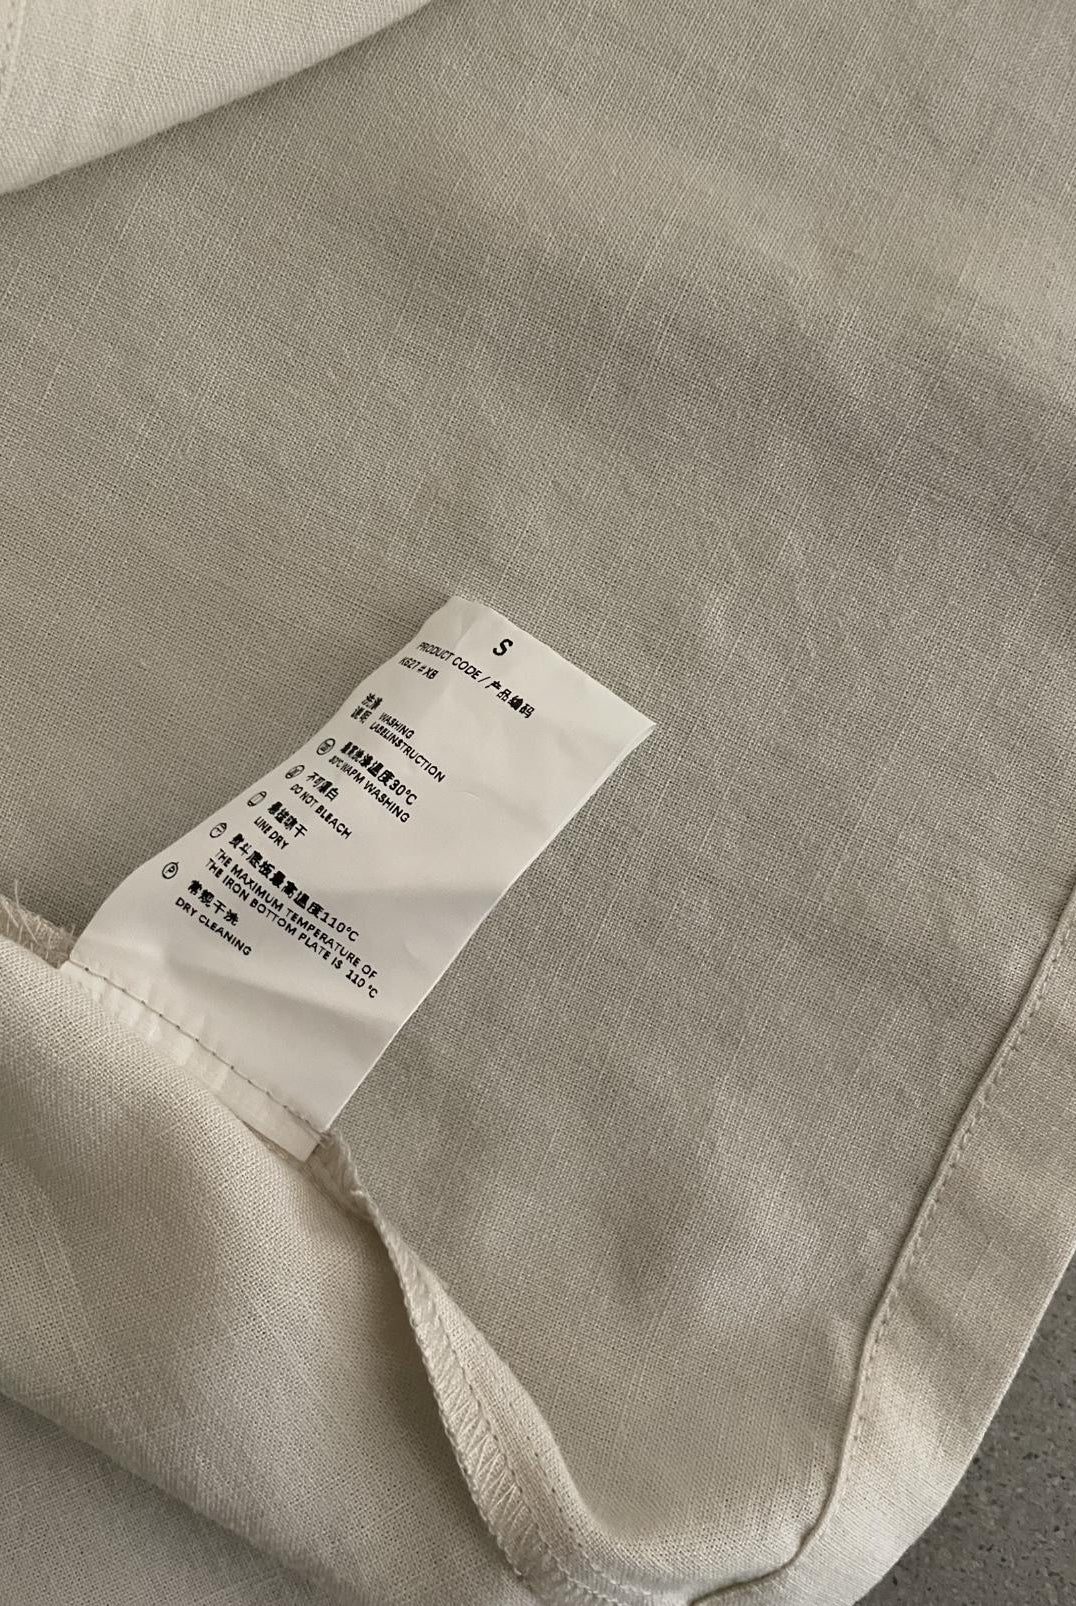 S
PRODUCT CODE / 产品编码
K627#XB
洗涤 WASHING
说明 LABELINSTRUCTION
最高洗涤温度30°C
30°C WAPM WASHING
不可漂白
DO NOT BLEACH
悬挂晾干
LINE DRY
熨斗底板最高温度110°C
THE MAXIMUM TEMPERATURE OF
THE IRON BOTTOM PLATE IS 110 °C
常规干洗
DRY CLEANING